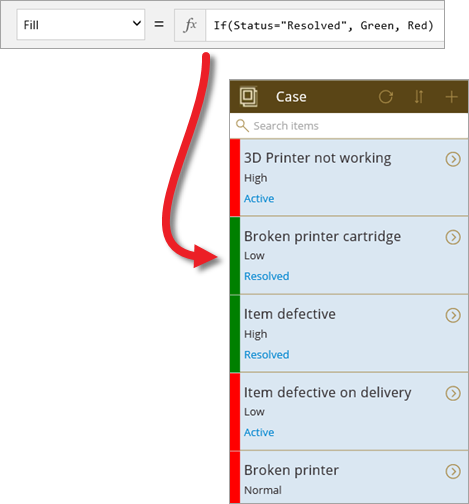 Fill = fx If(Status="Resolved", Green, Red)
Case
Search items
3D Printer not working
High
Active
Broken printer cartridge
Low
Resolved
Item defective
High
Resolved
Item defective on delivery
Low
Active
Broken printer
Normal